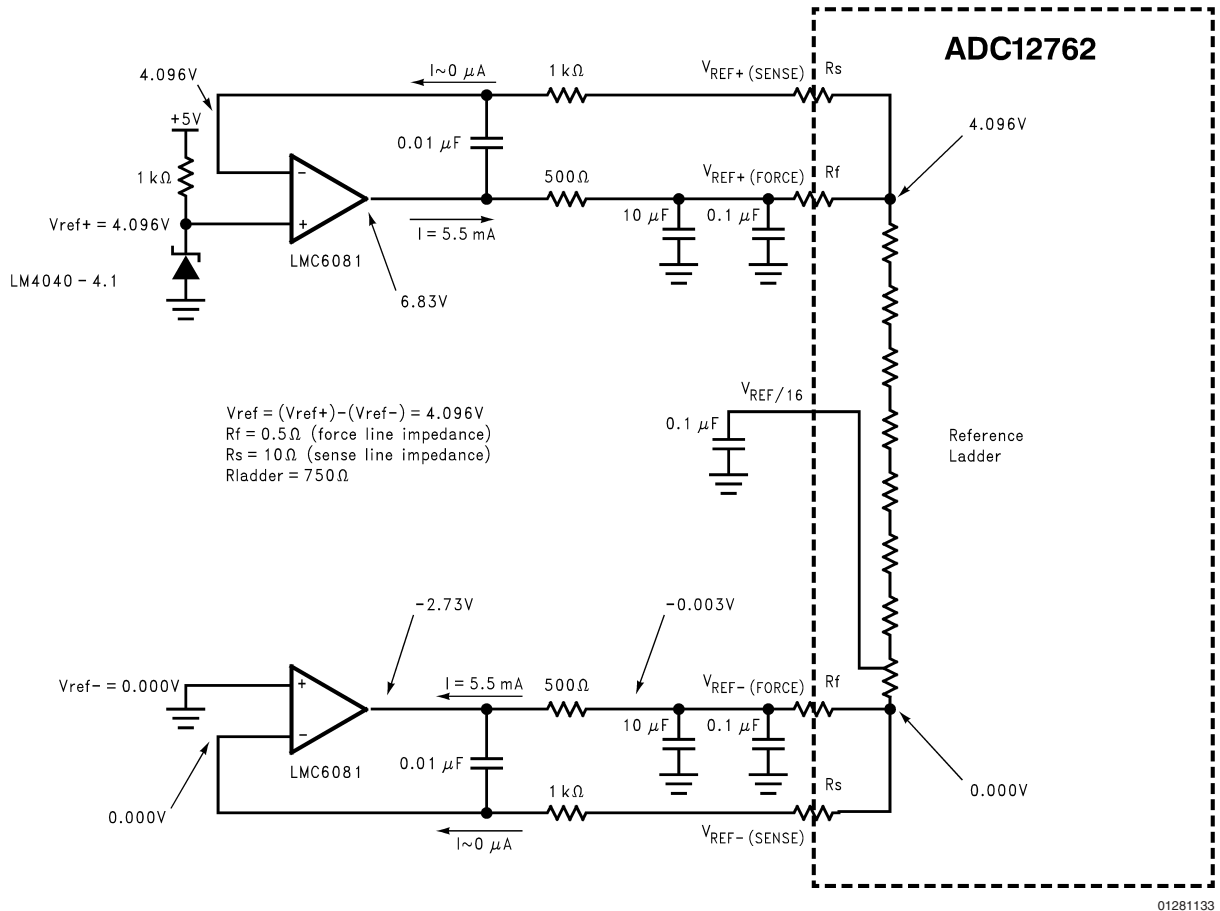 ADC12762
I~0 µA
1 kΩ
VREF+ (SENSE)
Rs
4.096V
+5V
0.01 µF
4.096V
1 kΩ
500Ω
VREF+ (FORCE)
Rf
–
+
Vref+ = 4.096V
10 µF
0.1 µF
I = 5.5 mA
LMC6081
LM4040 – 4.1
6.83V
VREF/16
Vref = (Vref+)–(Vref–) = 4.096V
Rf = 0.5Ω (force line impedance)
Rs = 10Ω (sense line impedance)
Rladder = 750Ω
0.1 µF
Reference
Ladder
–2.73V
–0.003V
Vref– = 0.000V
+
–
I = 5.5 mA
500Ω
VREF– (FORCE)
Rf
10 µF
0.1 µF
LMC6081
0.01 µF
1 kΩ
Rs
0.000V
0.000V
I~0 µA
VREF– (SENSE)
01281133